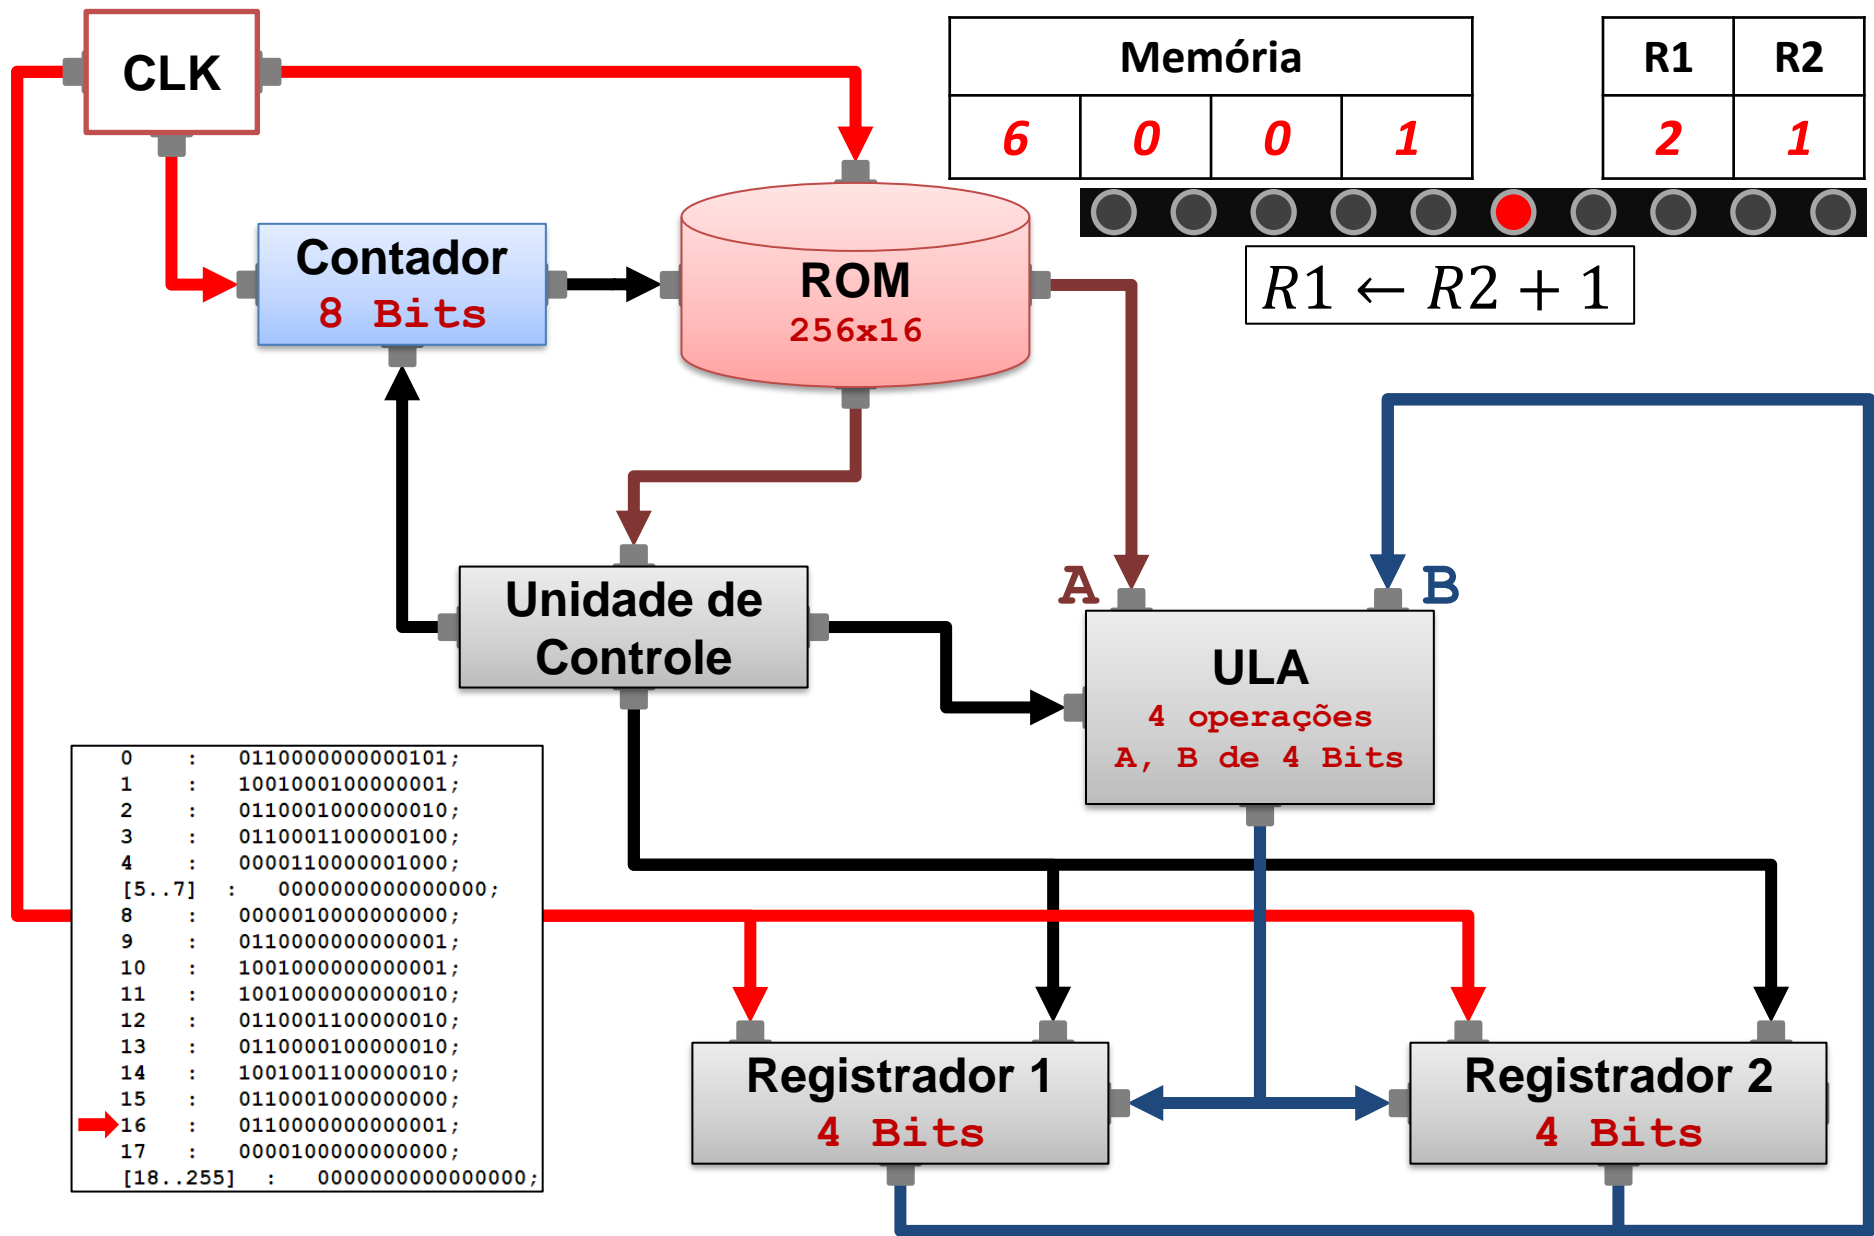 CLK
Memória
R1 R2
6 0 0 1
2 1
Contador
8 Bits
ROM
256x16
R1 ← R2 + 1
A
B
Unidade de
Controle
ULA
4 operações
A, B de 4 Bits
0 : 0110000000000101;
1 : 1001000100000001;
2 : 0110001000000010;
3 : 0110001100000100;
4 : 0000110000001000;
[5..7] : 0000000000000000;
8 : 0000010000000000;
9 : 0110000000000001;
10 : 1001000000000001;
11 : 1001000000000010;
12 : 0110001100000010;
13 : 0110000100000010;
14 : 1001001100000010;
15 : 0110001000000000;
16 : 0110000000000001;
17 : 0000100000000000;
[18..255] : 0000000000000000;
Registrador 1
4 Bits
Registrador 2
4 Bits